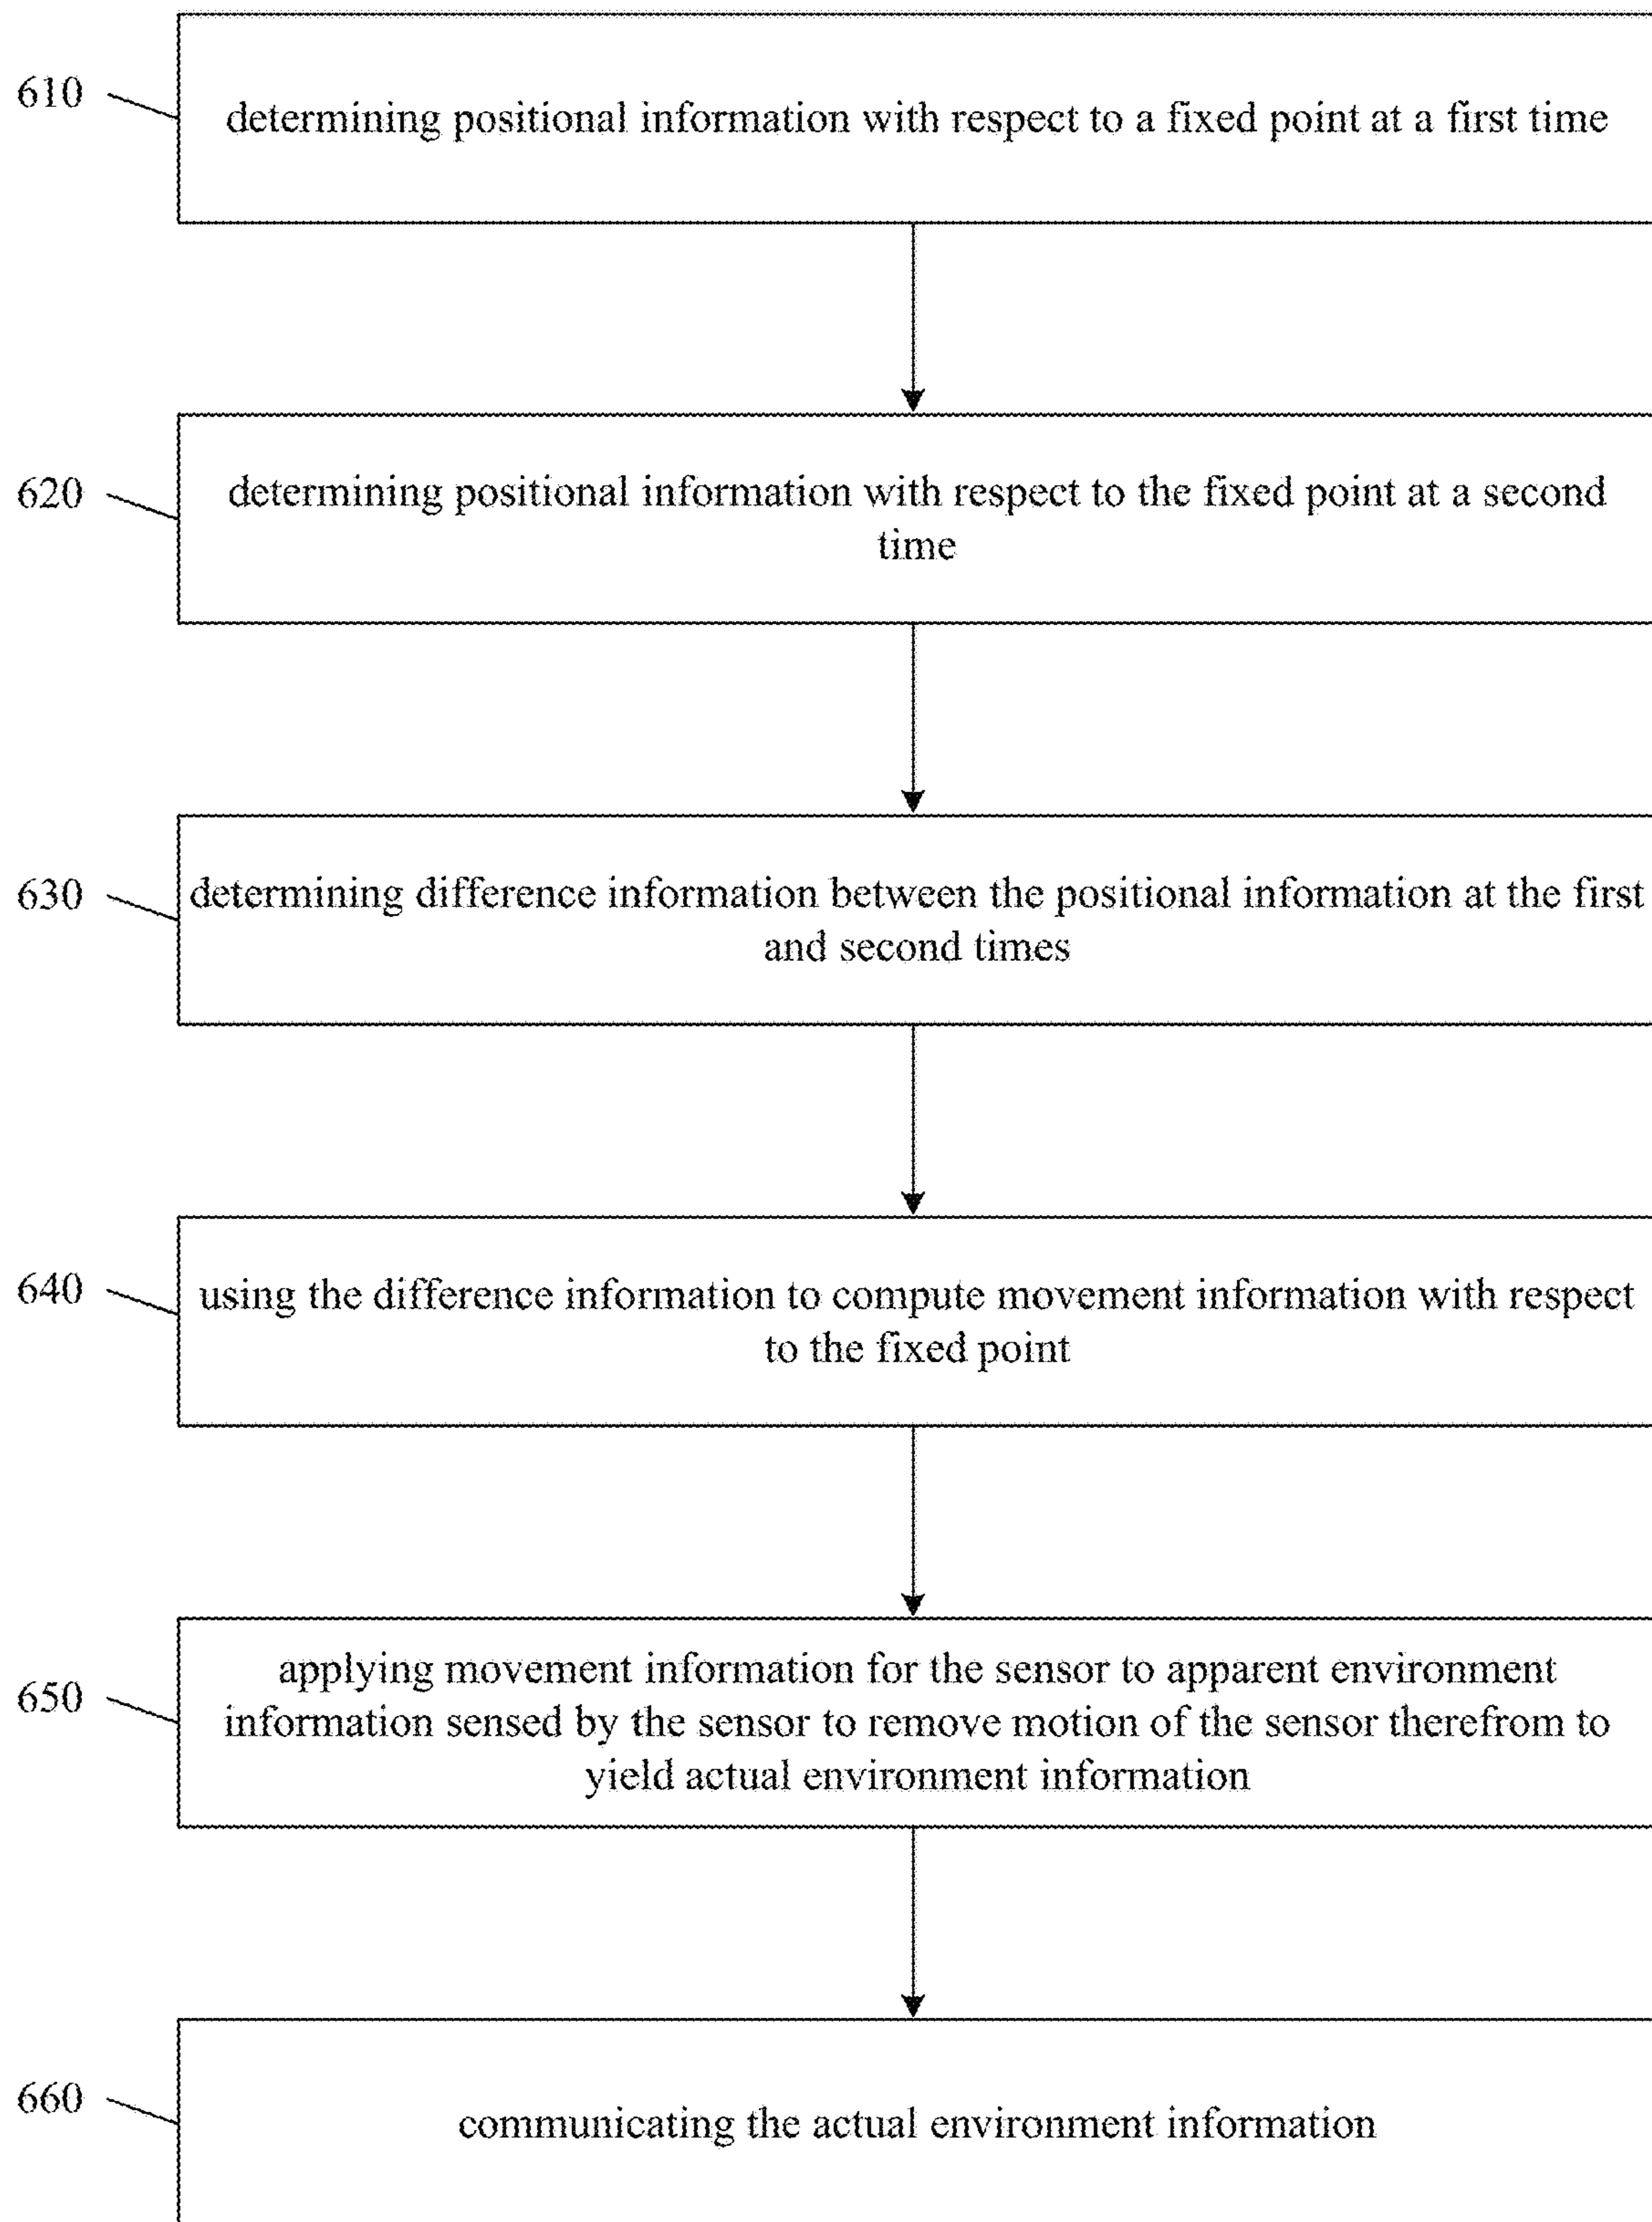 610
determining positional information with respect to a fixed point at a first time
620
determining positional information with respect to the fixed point at a second
time
630
determining difference information between the positional information at the first
and second times
640
using the difference information to compute movement information with respect
to the fixed point
650
applying movement information for the sensor to apparent environment
information sensed by the sensor to remove motion of the sensor therefrom to
yield actual environment information
660
communicating the actual environment information